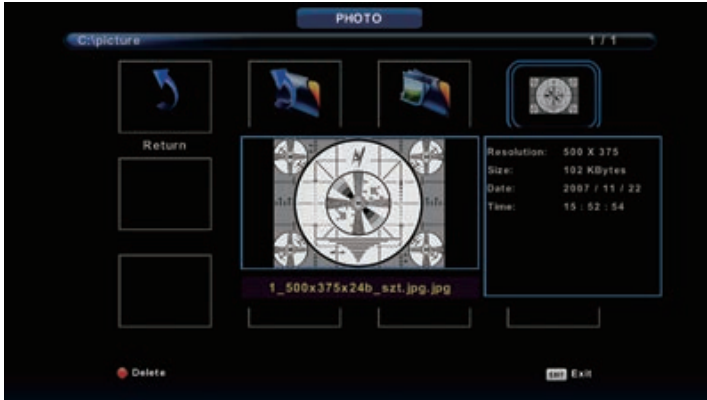 PHOTO
C:\picture
1 / 1
Return
Resolution: 500 X 375
Size: 102 KBytes
Date: 2007 / 11 / 22
Time: 15 : 52 : 54
1_500x375x24b_szt.jpg.jpg
Delete
EXIT Exit